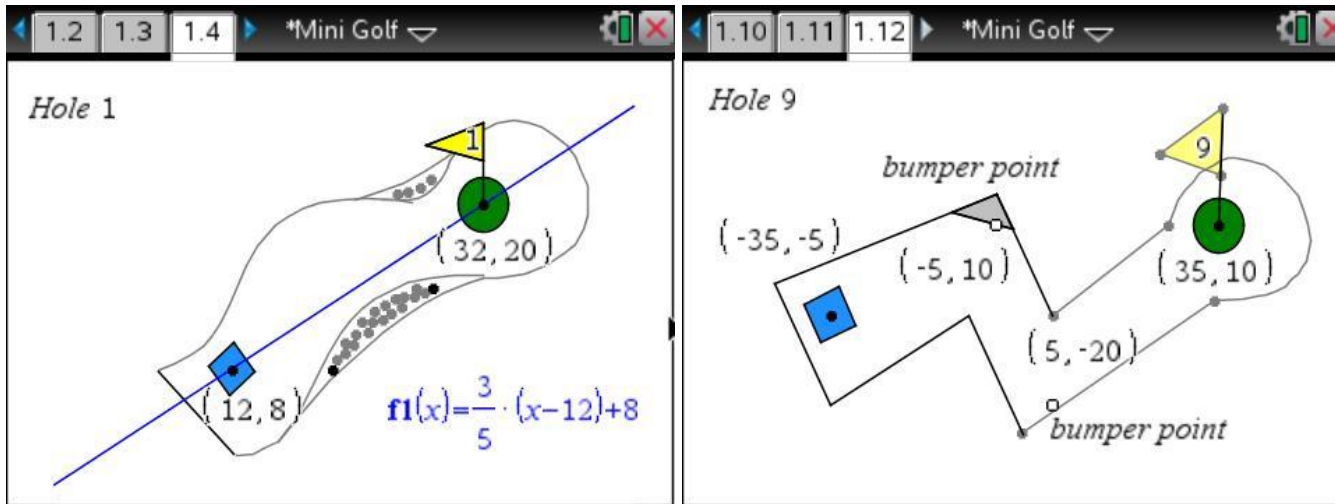 1.2 1.3 1.4 *Mini Golf
Hole 1
1
(32,20)
(12,8)
f1(x)=3/5·(x-12)+8
1.10 1.11 1.12 *Mini Golf
Hole 9
9
bumper point
(-35,-5)
(-5,10)
(35,10)
(5,-20)
bumper point